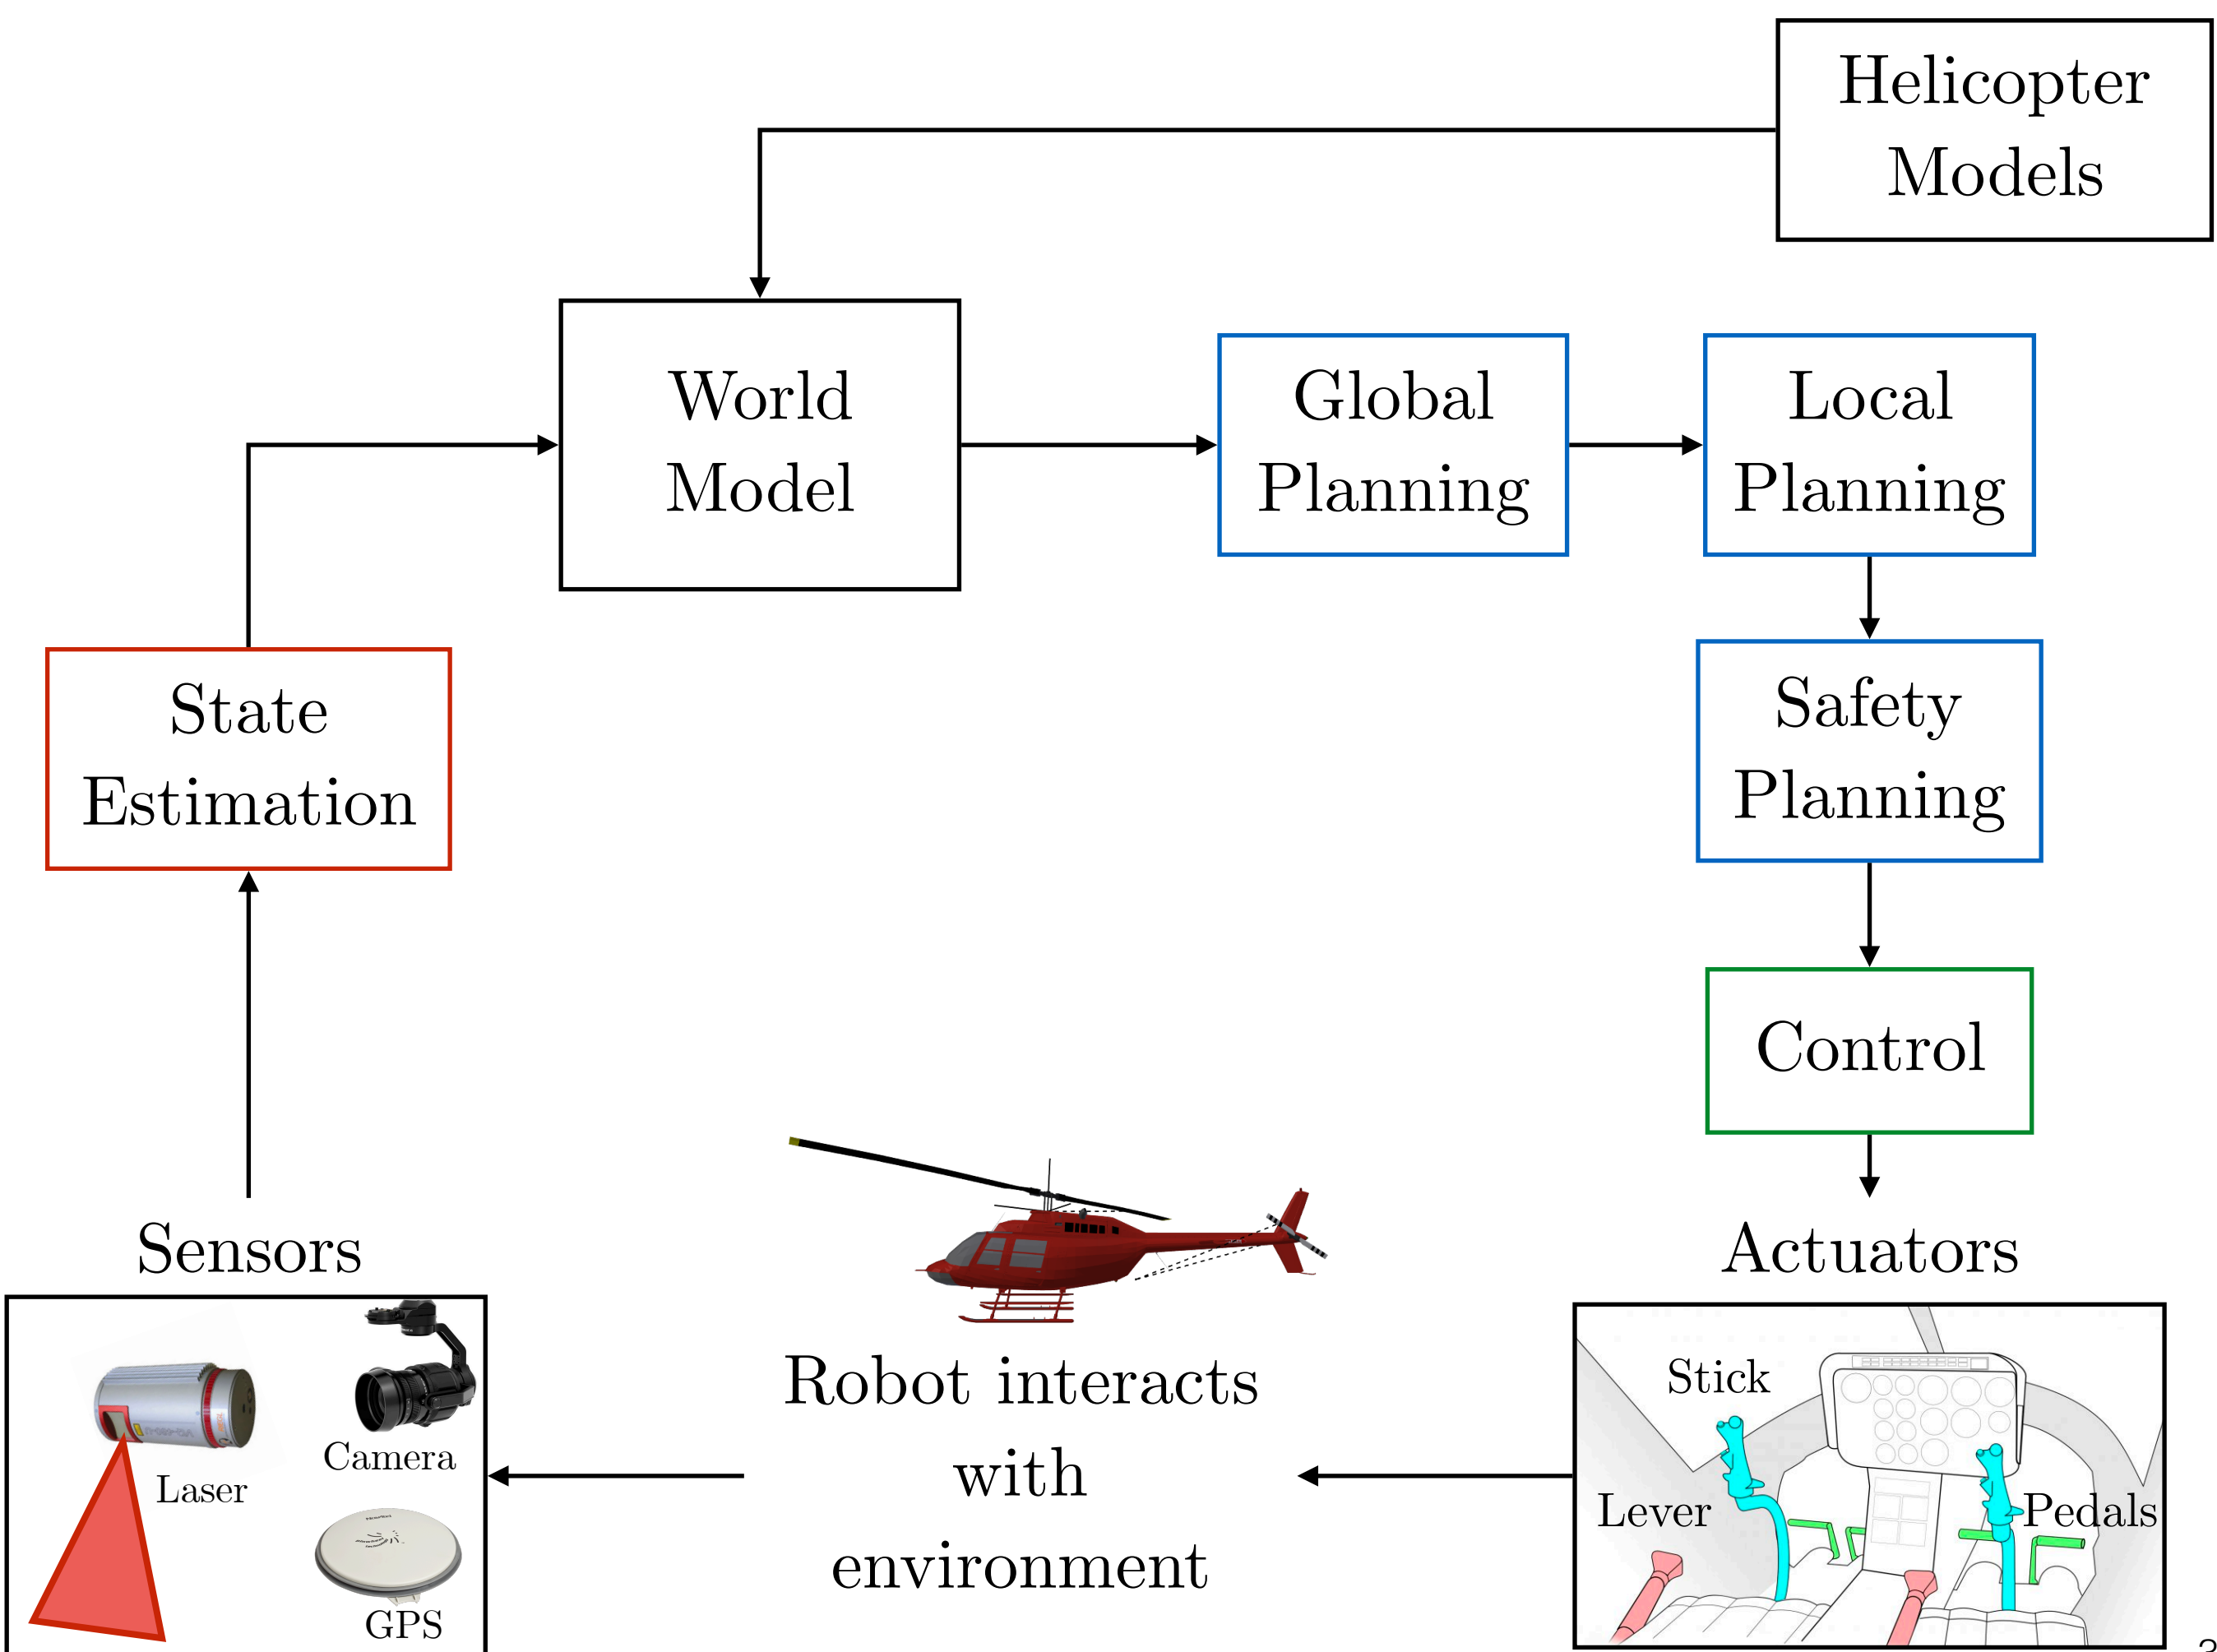 Helicopter
Models
World
Model
Global
Planning
Local
Planning
State
Estimation
Safety
Planning
Control
Sensors
Actuators
Laser
Camera
GPS
Robot interacts
with
environment
Stick
Lever
Pedals